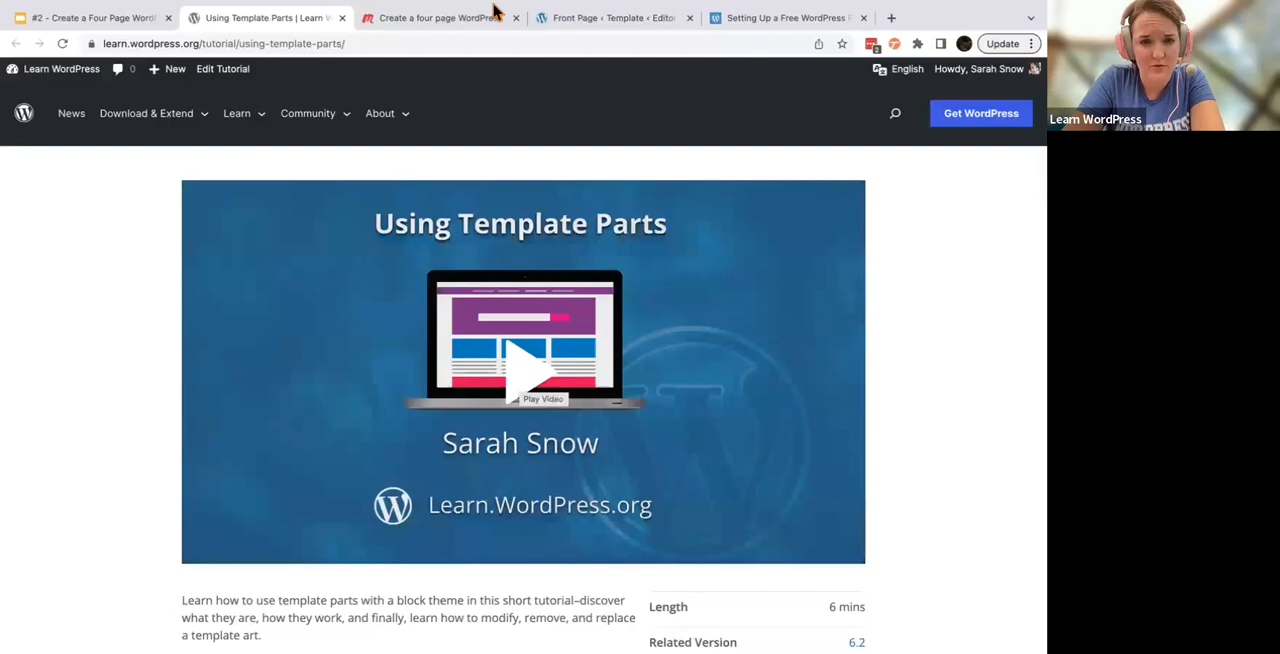 #2 - Create a Four Page Word
Using Template Parts | Learn W
Create a four page WordPres
Front Page ‹ Template ‹ Editor
Setting Up a Free WordPress
learn.wordpress.org/tutorial/using-template-parts/
Update
Learn WordPress
0
New
Edit Tutorial
English
Howdy, Sarah Snow
News
Download & Extend
Learn
Community
About
Get WordPress
Learn WordPress
Using Template Parts
Play Video
Sarah Snow
Learn.WordPress.org
Learn how to use template parts with a block theme in this short tutorial–discover
what they are, how they work, and finally, learn how to modify, remove, and replace
a template art.
Length
6 mins
Related Version
6.2